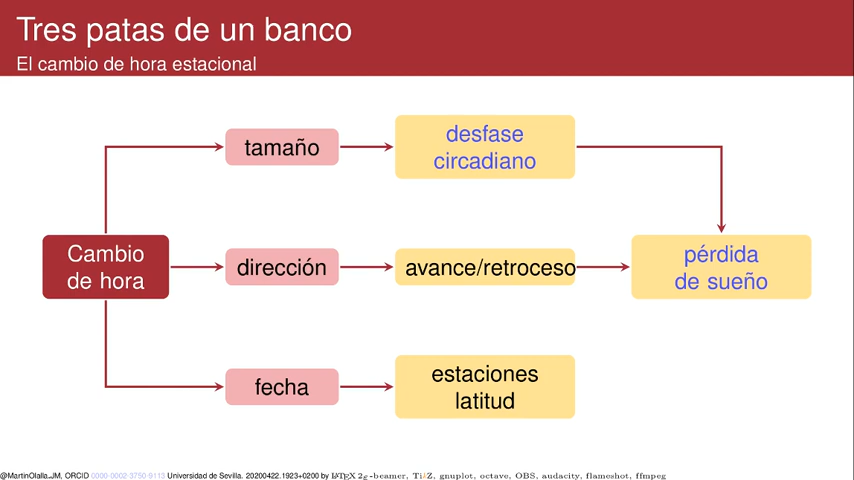 Tres patas de un banco
El cambio de hora estacional
tamaño
desfase
circadiano
Cambio
de hora
dirección
avance/retroceso
pérdida
de sueño
fecha
estaciones
latitud
@MartinOlalla_JM, ORCID 0000-0002-3750-9113 Universidad de Sevilla. 20200422.1923+0200 by LATEX 2ε-beamer, TikZ, gnuplot, octave, OBS, audacity, flameshot, ffmpeg